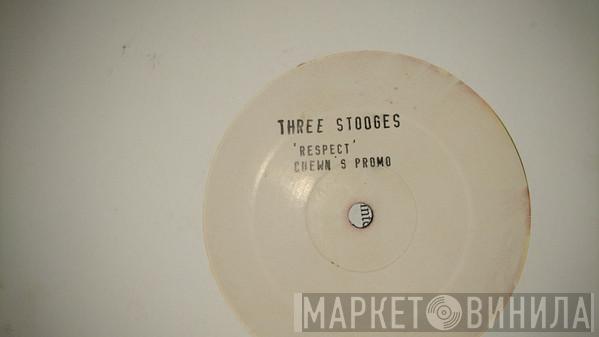 THREE STOOGES
'RESPECT'
CHEWN'S PROMO
МАРКЕТ ВИНИЛА